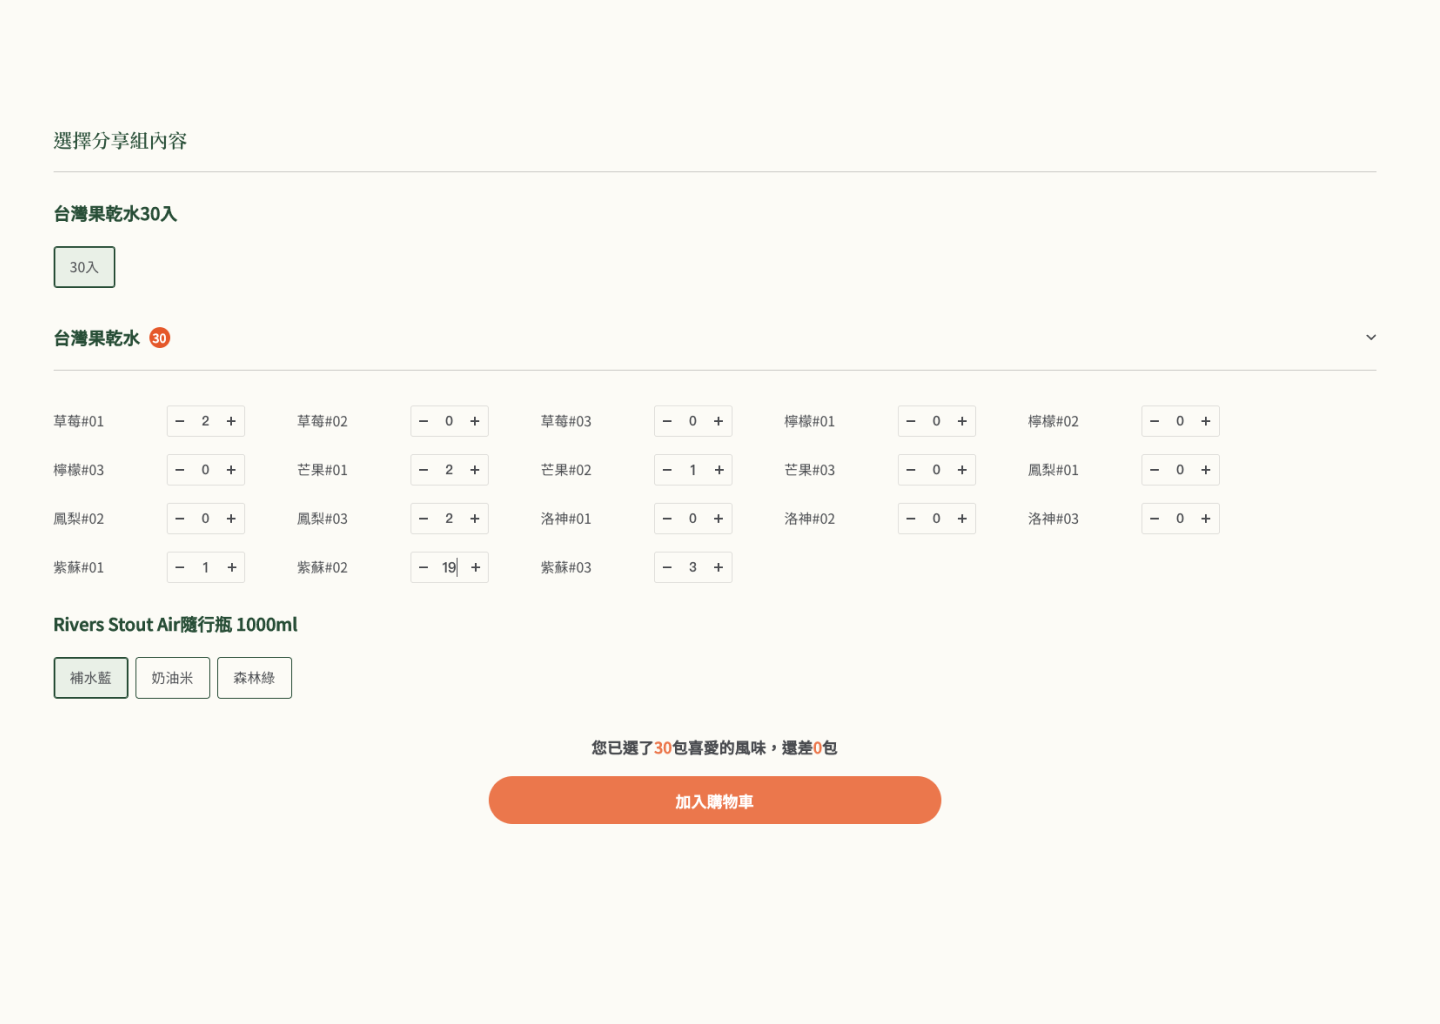 選擇分享組內容
台灣果乾水30入
30入
台灣果乾水 30
草莓#01 − 2 + 草莓#02 − 0 + 草莓#03 − 0 + 檸檬#01 − 0 + 檸檬#02 − 0 +
檸檬#03 − 0 + 芒果#01 − 2 + 芒果#02 − 1 + 芒果#03 − 0 + 鳳梨#01 − 0 +
鳳梨#02 − 0 + 鳳梨#03 − 2 + 洛神#01 − 0 + 洛神#02 − 0 + 洛神#03 − 0 +
紫蘇#01 − 1 + 紫蘇#02 − 19 + 紫蘇#03 − 3 +
Rivers Stout Air隨行瓶 1000ml
補水藍 奶油米 森林綠
您已選了30包喜愛的風味，還差0包
加入購物車